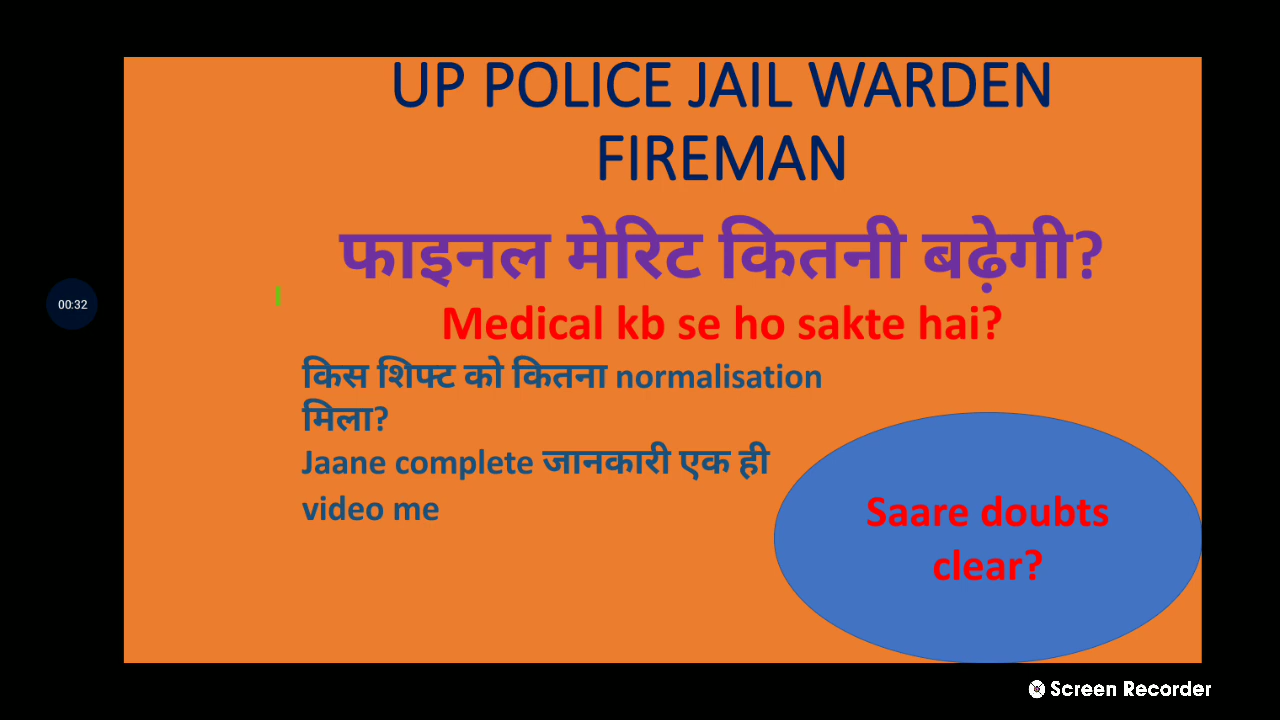 UP POLICE JAIL WARDEN
FIREMAN
फाइनल मेरिट कितनी बढ़ेगी?
Medical kb se ho sakte hai?
00:32
किस शिफ्ट को कितना normalisation
मिला?
Jaane complete जानकारी एक ही
video me
Saare doubts
clear?
Screen Recorder